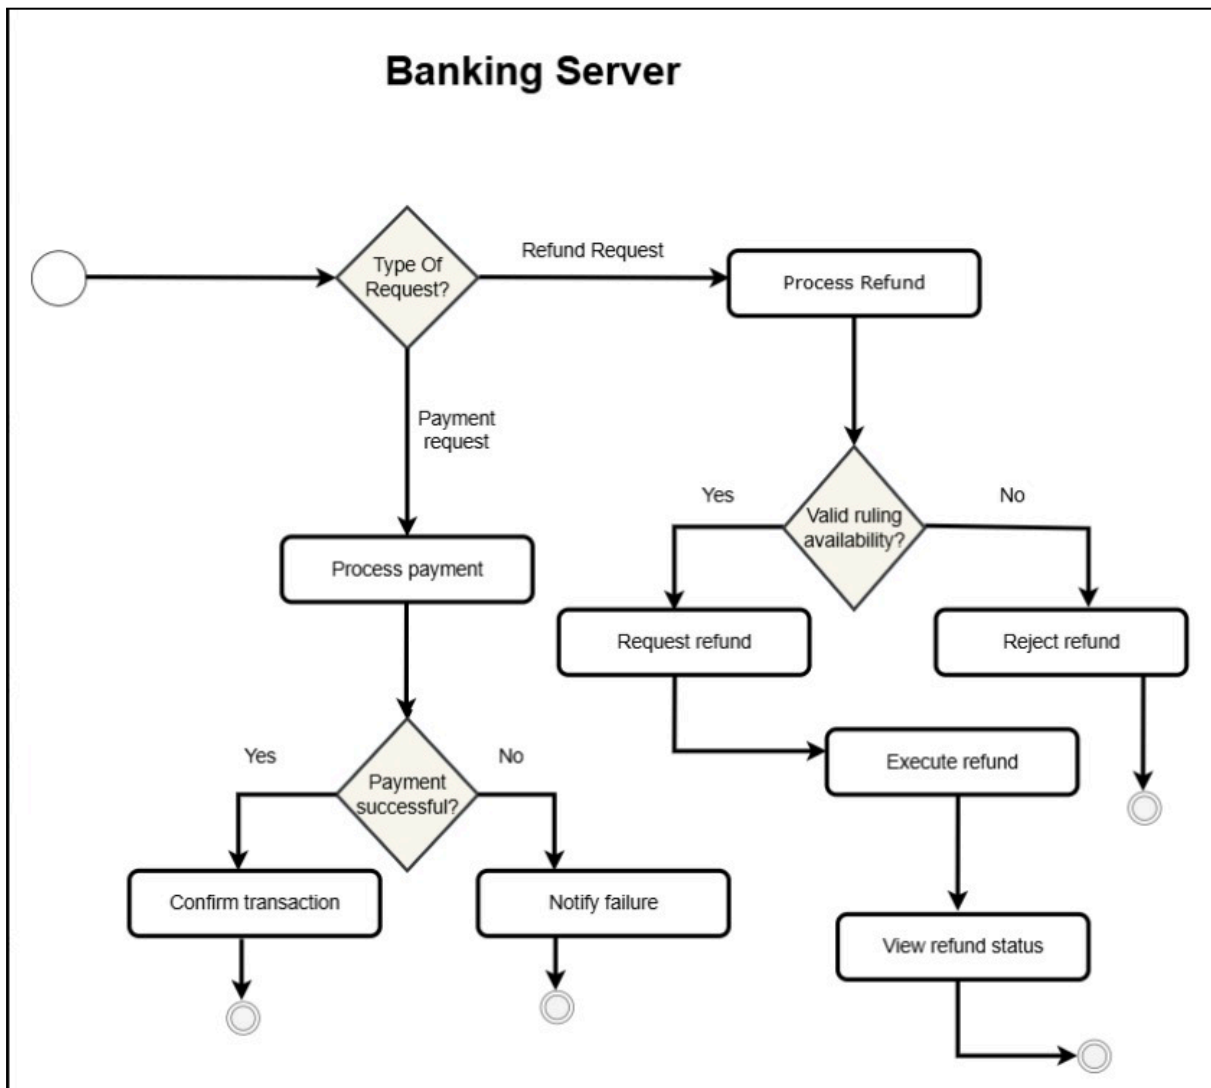 Banking Server
Refund Request
Type Of
Request?
Process Refund
Payment
request
Yes
No
Valid ruling
availability?
Process payment
Request refund
Reject refund
Yes
No
Payment
successful?
Execute refund
Confirm transaction
Notify failure
View refund status